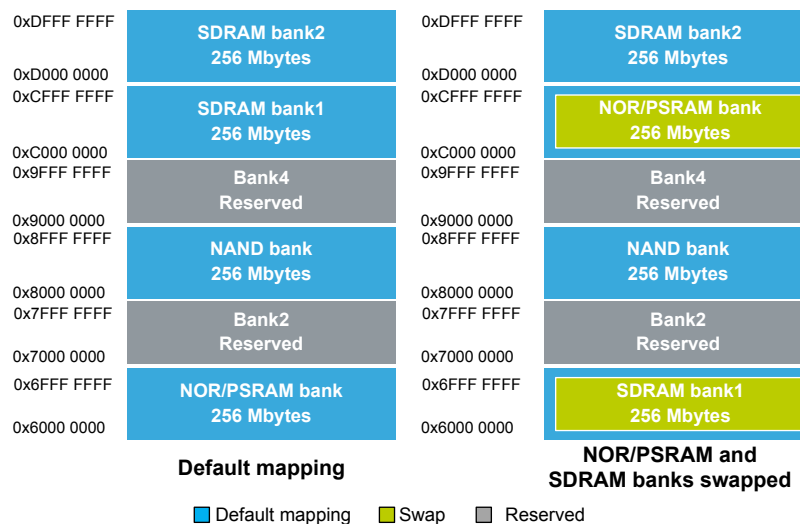 0xDFFF FFFF
SDRAM bank2
256 Mbytes
0xD000 0000
0xCFFF FFFF
SDRAM bank1
256 Mbytes
0xC000 0000
0x9FFF FFFF
Bank4
Reserved
0x9000 0000
0x8FFF FFFF
NAND bank
256 Mbytes
0x8000 0000
0x7FFF FFFF
Bank2
Reserved
0x7000 0000
0x6FFF FFFF
NOR/PSRAM bank
256 Mbytes
0x6000 0000
Default mapping
0xDFFF FFFF
SDRAM bank2
256 Mbytes
0xD000 0000
0xCFFF FFFF
NOR/PSRAM bank
256 Mbytes
0xC000 0000
0x9FFF FFFF
Bank4
Reserved
0x9000 0000
0x8FFF FFFF
NAND bank
256 Mbytes
0x8000 0000
0x7FFF FFFF
Bank2
Reserved
0x7000 0000
0x6FFF FFFF
SDRAM bank1
256 Mbytes
0x6000 0000
NOR/PSRAM and
SDRAM banks swapped
Default mapping
Swap
Reserved